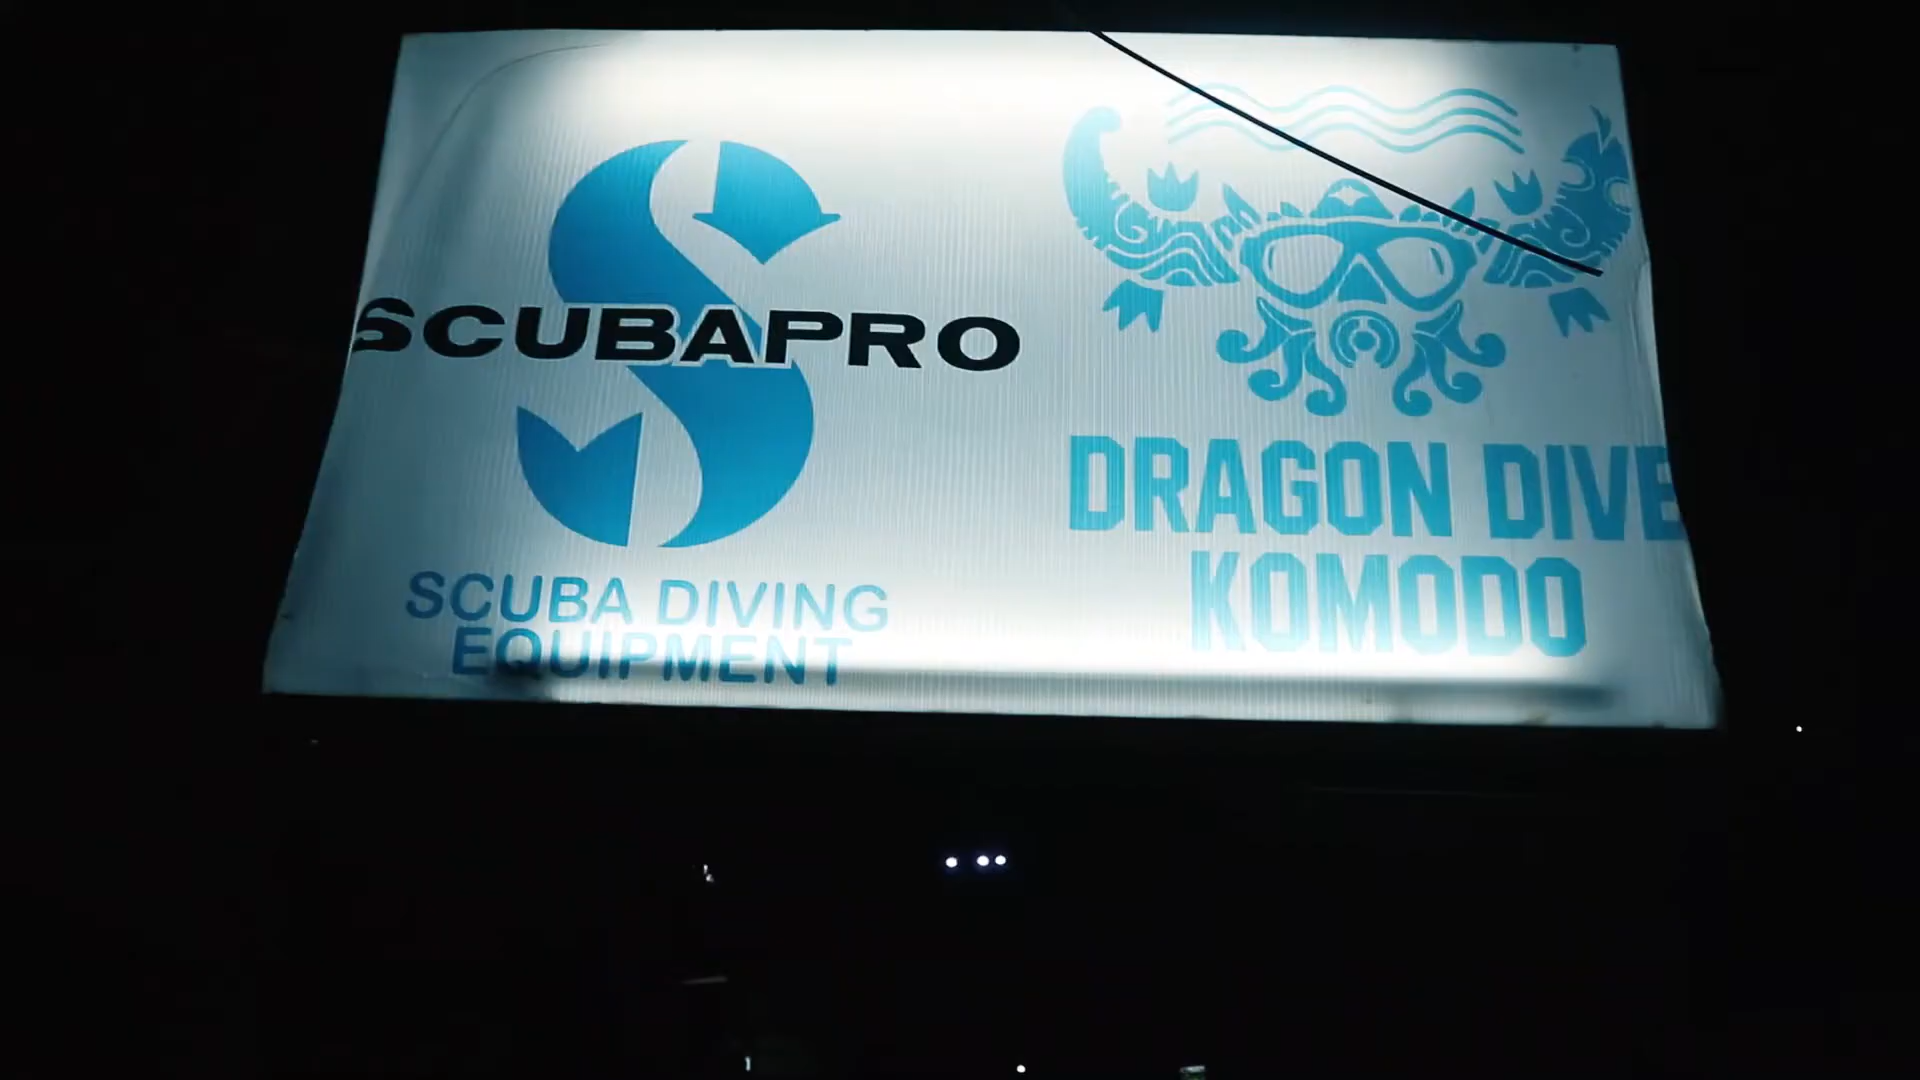 SCUBAPRO
SCUBA DIVING
EQUIPMENT
DRAGON DIVE
KOMODO